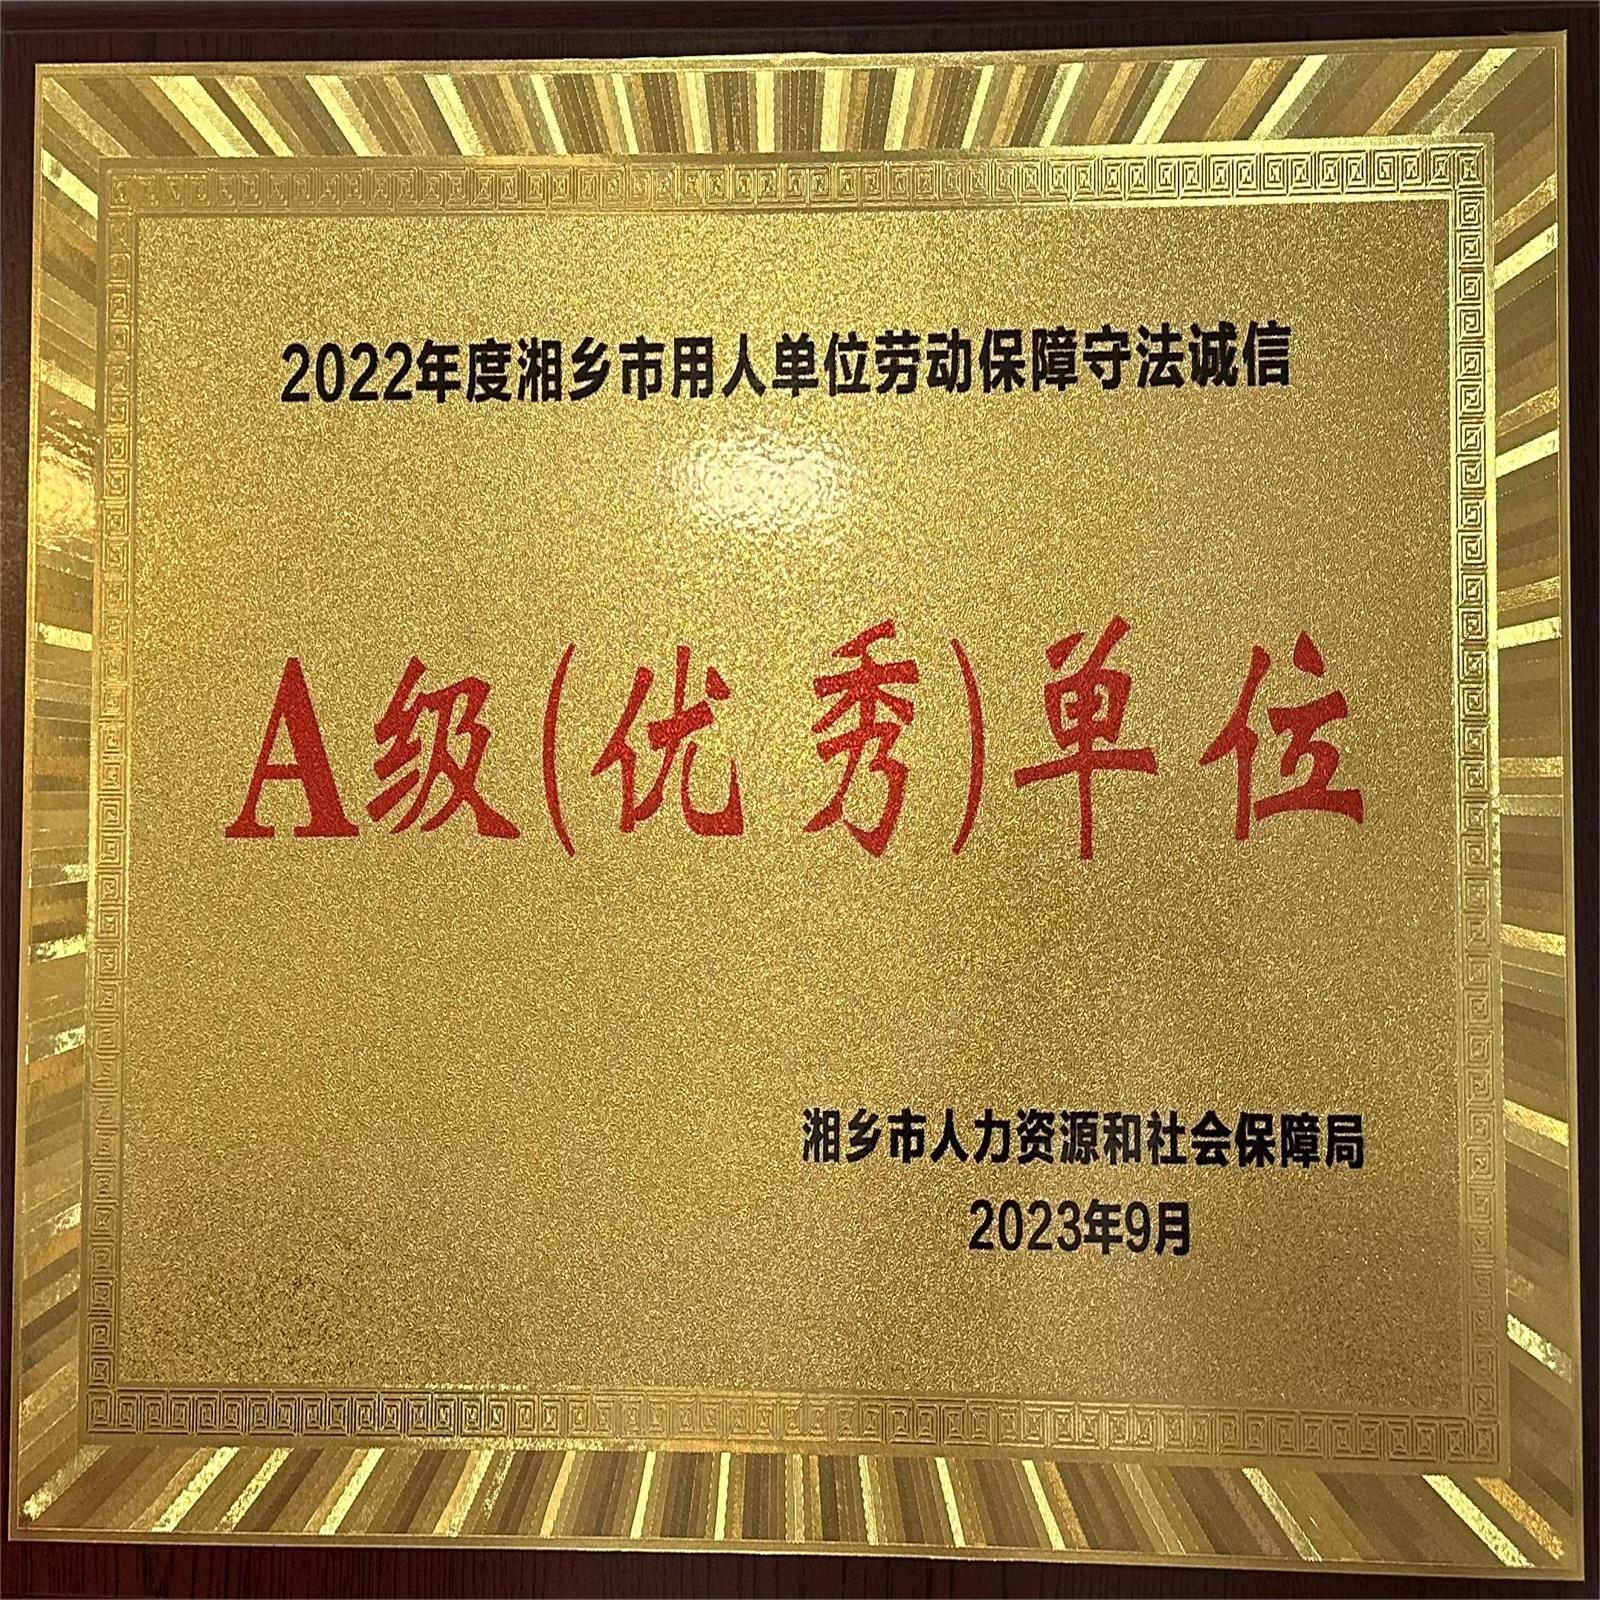 2022年度湘乡市用人单位劳动保障守法诚信
A级(优秀)单位
湘乡市人力资源和社会保障局
2023年9月